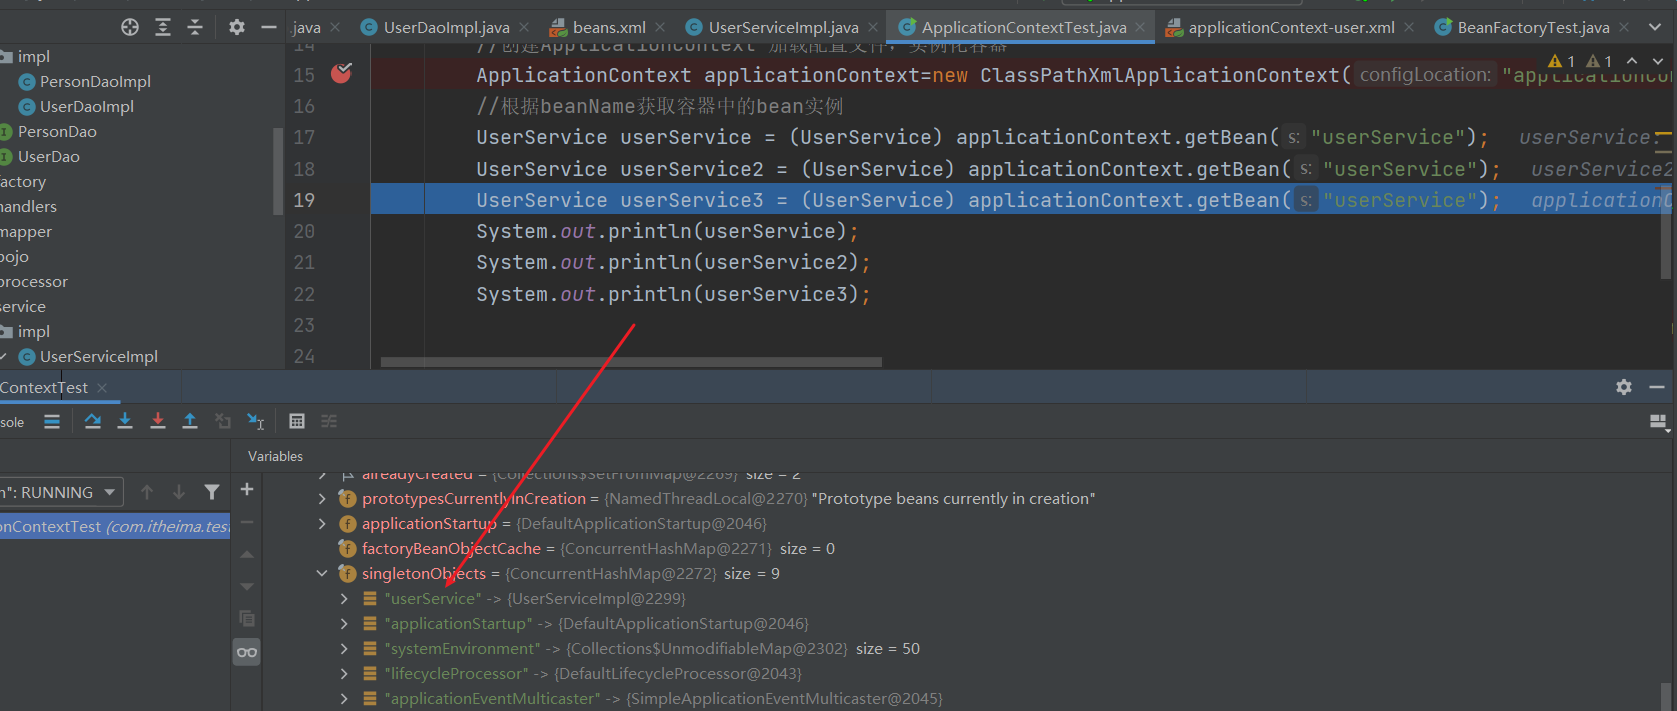 .java UserDaoImpl.java beans.xml UserServiceImpl.java ApplicationContextTest.java applicationContext-user.xml BeanFactoryTest.java
impl
PersonDaoImpl
UserDaoImpl
PersonDao
UserDao
factory
handlers
mapper
pojo
processor
service
impl
UserServiceImpl
14 //创建ApplicationContext 加载配置文件，实例化容器
15 ApplicationContext applicationContext=new ClassPathXmlApplicationContext( configLocation: "applicationCon
1 1
16 //根据beanName获取容器中的bean实例
17 UserService userService = (UserService) applicationContext.getBean( s: "userService"); userService:
18 UserService userService2 = (UserService) applicationContext.getBean( s: "userService"); userService2
19 UserService userService3 = (UserService) applicationContext.getBean( s: "userService"); applicationC
20 System.out.println(userService);
21 System.out.println(userService2);
22 System.out.println(userService3);
23
24
ContextTest
sole
Variables
n": RUNNING
onContextTest (com.itheima.test
alreadyCreated = {Collections$SetFromMap@2269} size = 2
prototypesCurrentlyInCreation = {NamedThreadLocal@2270} "Prototype beans currently in creation"
applicationStartup = {DefaultApplicationStartup@2046}
factoryBeanObjectCache = {ConcurrentHashMap@2271} size = 0
singletonObjects = {ConcurrentHashMap@2272} size = 9
"userService" -> {UserServiceImpl@2299}
"applicationStartup" -> {DefaultApplicationStartup@2046}
"systemEnvironment" -> {Collections$UnmodifiableMap@2302} size = 50
"lifecycleProcessor" -> {DefaultLifecycleProcessor@2043}
"applicationEventMulticaster" -> {SimpleApplicationEventMulticaster@2045}